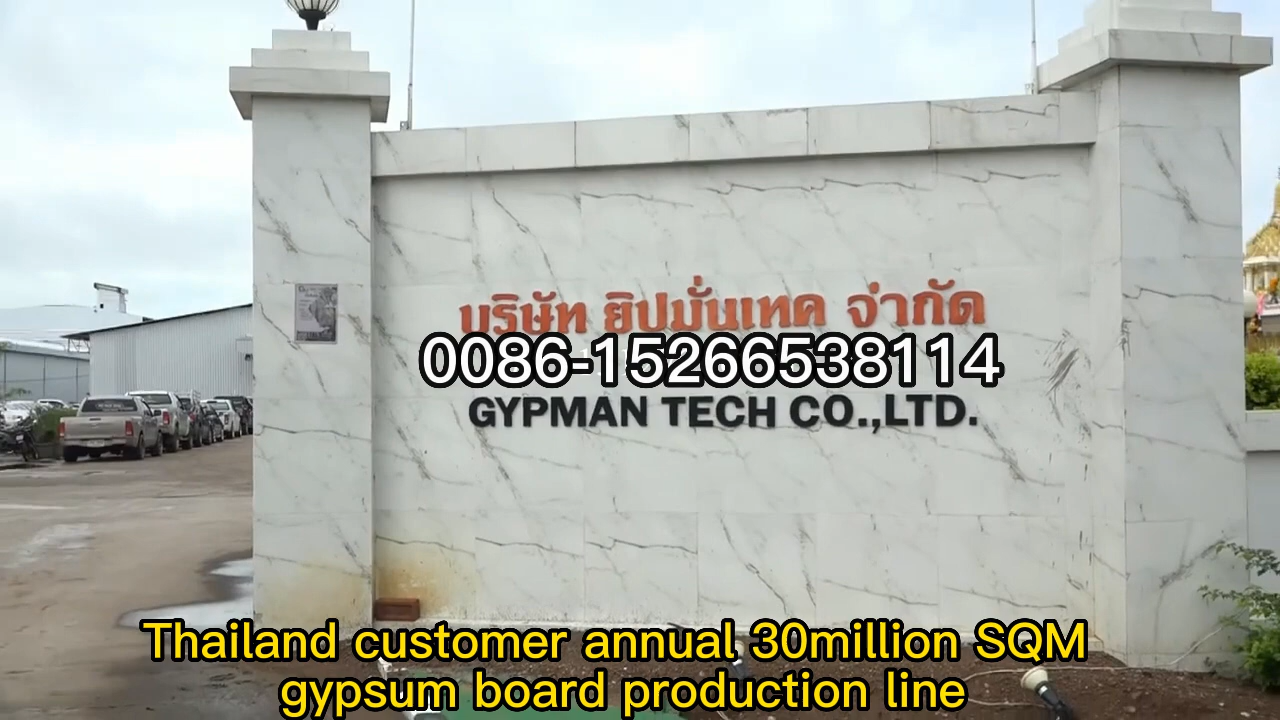 บริษัท ยิปมั่นเทค จำกัด
0086-15266538114
GYPMAN TECH CO.,LTD.
Thailand customer annual 30million SQM
gypsum board production line